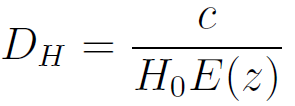 D_H = \frac{c}{H_0 E(z)}